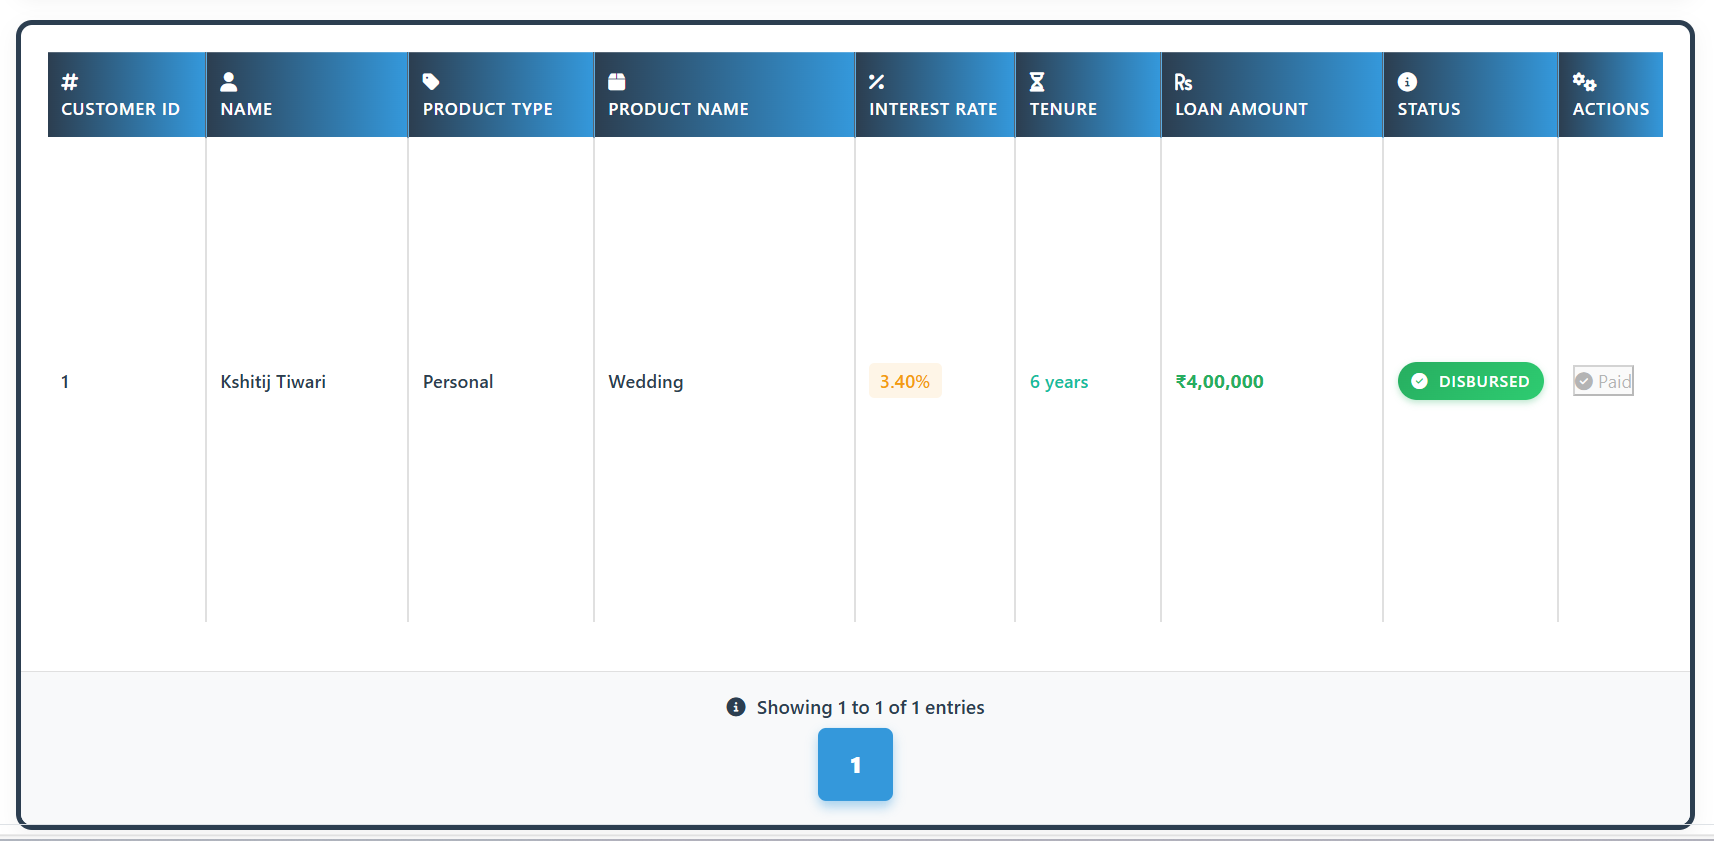 CUSTOMER ID NAME PRODUCT TYPE PRODUCT NAME INTEREST RATE TENURE LOAN AMOUNT STATUS ACTIONS
1 Kshitij Tiwari Personal Wedding 3.40% 6 years ₹4,00,000 DISBURSED Paid
Showing 1 to 1 of 1 entries
1